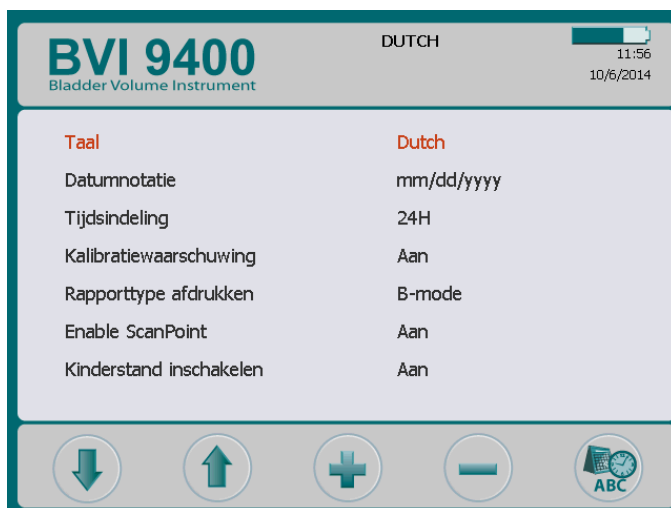 BVI 9400
Bladder Volume Instrument
DUTCH
11:56
10/6/2014
Taal Dutch
Datumnotatie mm/dd/yyyy
Tijdsindeling 24H
Kalibratiewaarschuwing Aan
Rapporttype afdrukken B-mode
Enable ScanPoint Aan
Kinderstand inschakelen Aan
ABC